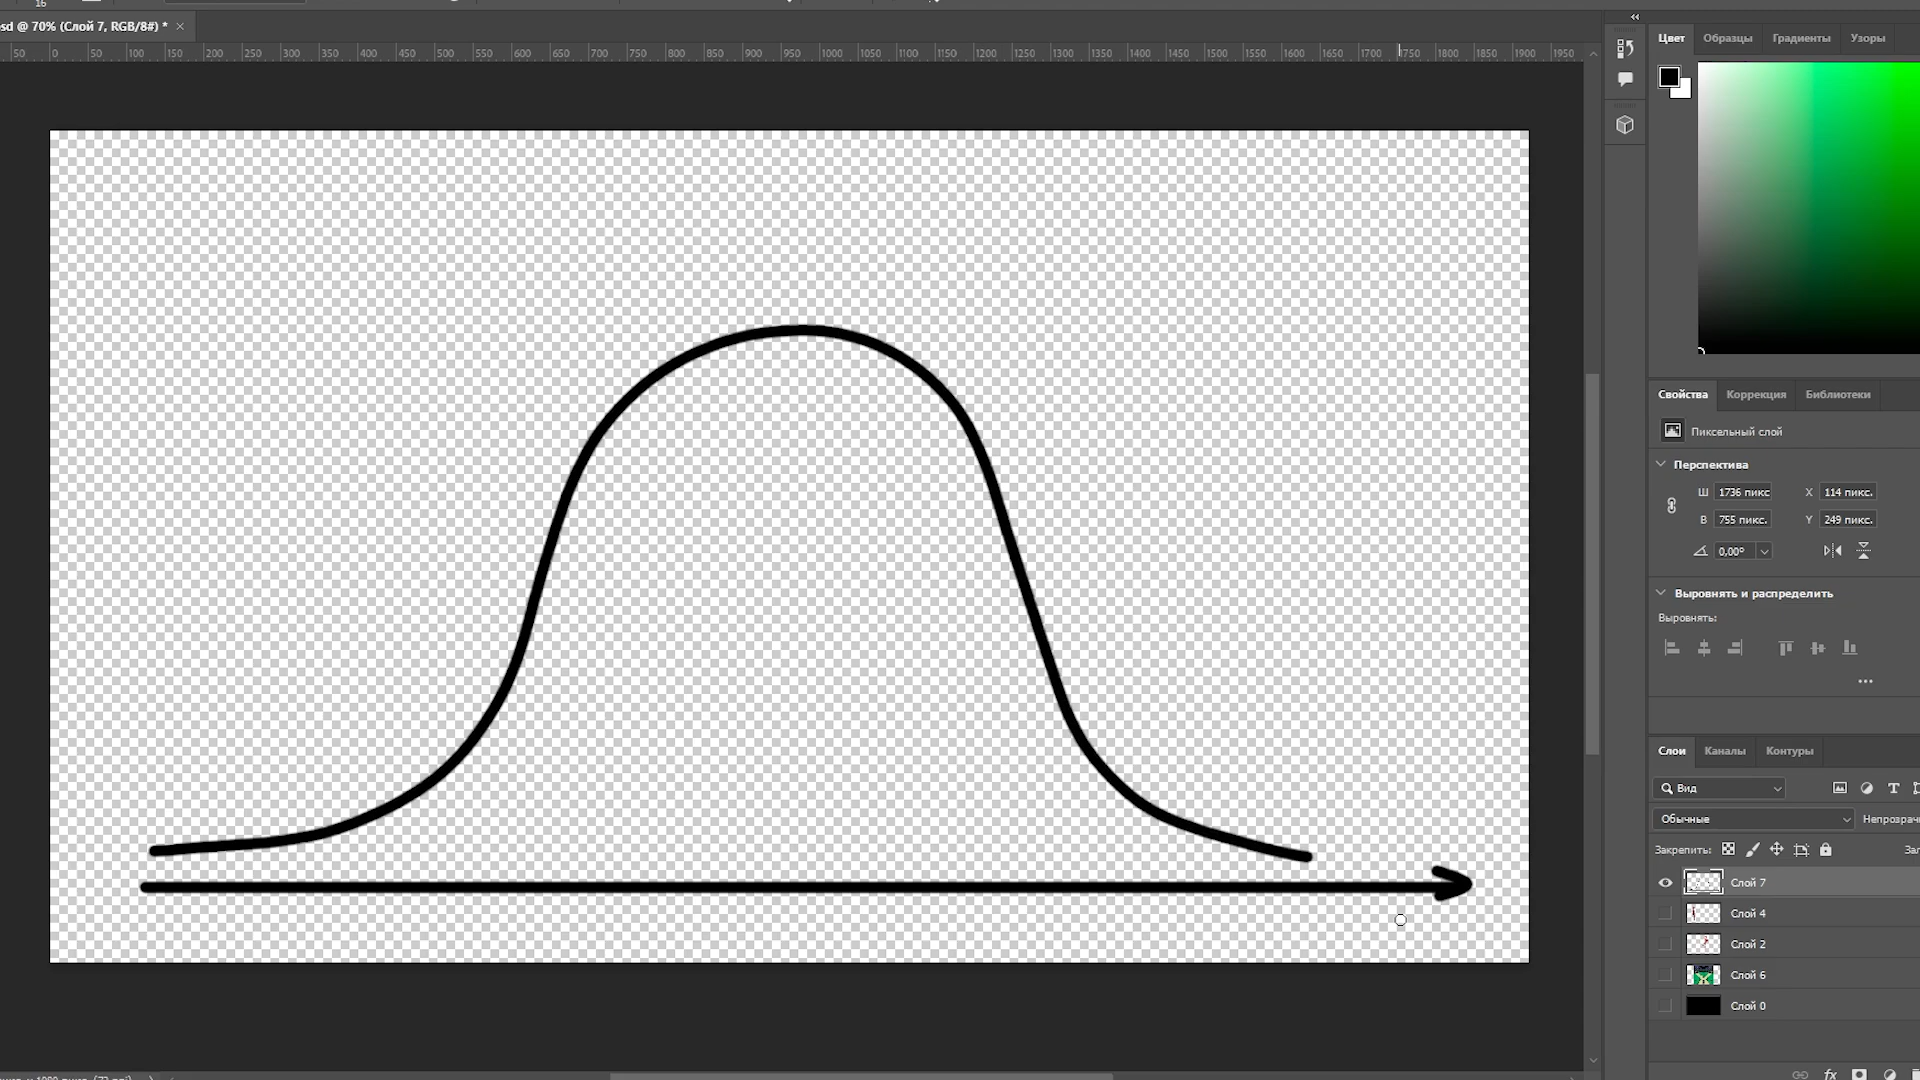 16
sd @ 70% (Слой 7, RGB/8#) * ×
50 0 50 100 150 200 250 300 350 400 450 500 550 600 650 700 750 800 850 900 950 1000 1050 1100 1150 1200 1250 1300 1350 1400 1450 1500 1550 1600 1650 1700 1750 1800 1850 1900 1950
Цвет Образцы Градиенты Узоры
Свойства Коррекция Библиотеки
Пиксельный слой
Перспектива
Ш 1736 пикс X 114 пикс.
В 755 пикс. Y 249 пикс.
0,00°
Выровнять и распределить
Выровнять:
Слои Каналы Контуры
Вид
Обычные Непрозрач
Закрепить: Зал
Слой 7
Слой 4
Слой 2
Слой 6
Слой 0
fx